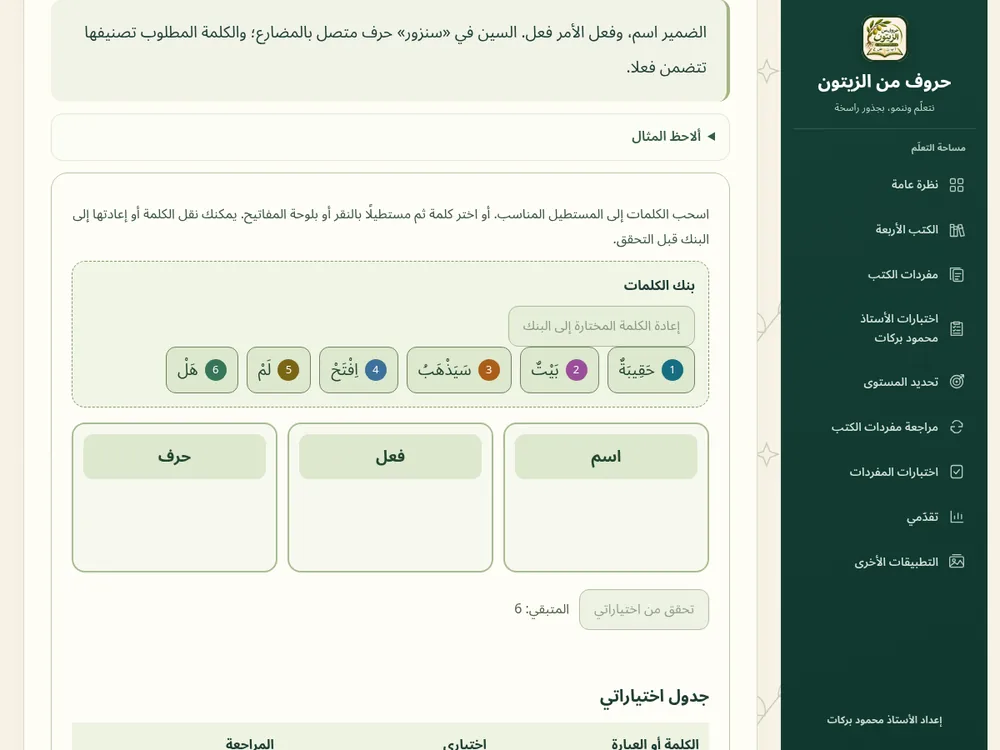 الضمير اسم، وفعل الأمر فعل. السين في «سنزور» حرف متصل بالمضارع؛ والكلمة المطلوب تصنيفها
تتضمن فعلا.
ألاحظ المثال
اسحب الكلمات إلى المستطيل المناسب. أو اختر كلمة ثم مستطيلًا بالنقر أو بلوحة المفاتيح. يمكنك نقل الكلمة أو إعادتها إلى
البنك قبل التحقق.
بنك الكلمات
إعادة الكلمة المختارة إلى البنك
1 حَقِيبَةٌ 2 بَيْتٌ 3 سَيَذْهَبُ 4 اِفْتَحْ 5 لَمْ 6 هَلْ
اسم فعل حرف
تحقق من اختياراتي المتبقي: 6
جدول اختياراتي
الكلمة أو العبارة اختياري المراجعة
حروف من الزيتون
نتعلّم وننمو، بجذور راسخة
مساحة التعلّم
نظرة عامة
الكتب الأربعة
مفردات الكتب
اختبارات الأستاذ
محمود بركات
تحديد المستوى
مراجعة مفردات الكتب
اختبارات المفردات
تقدّمي
التطبيقات الأخرى
إعداد الأستاذ محمود بركات